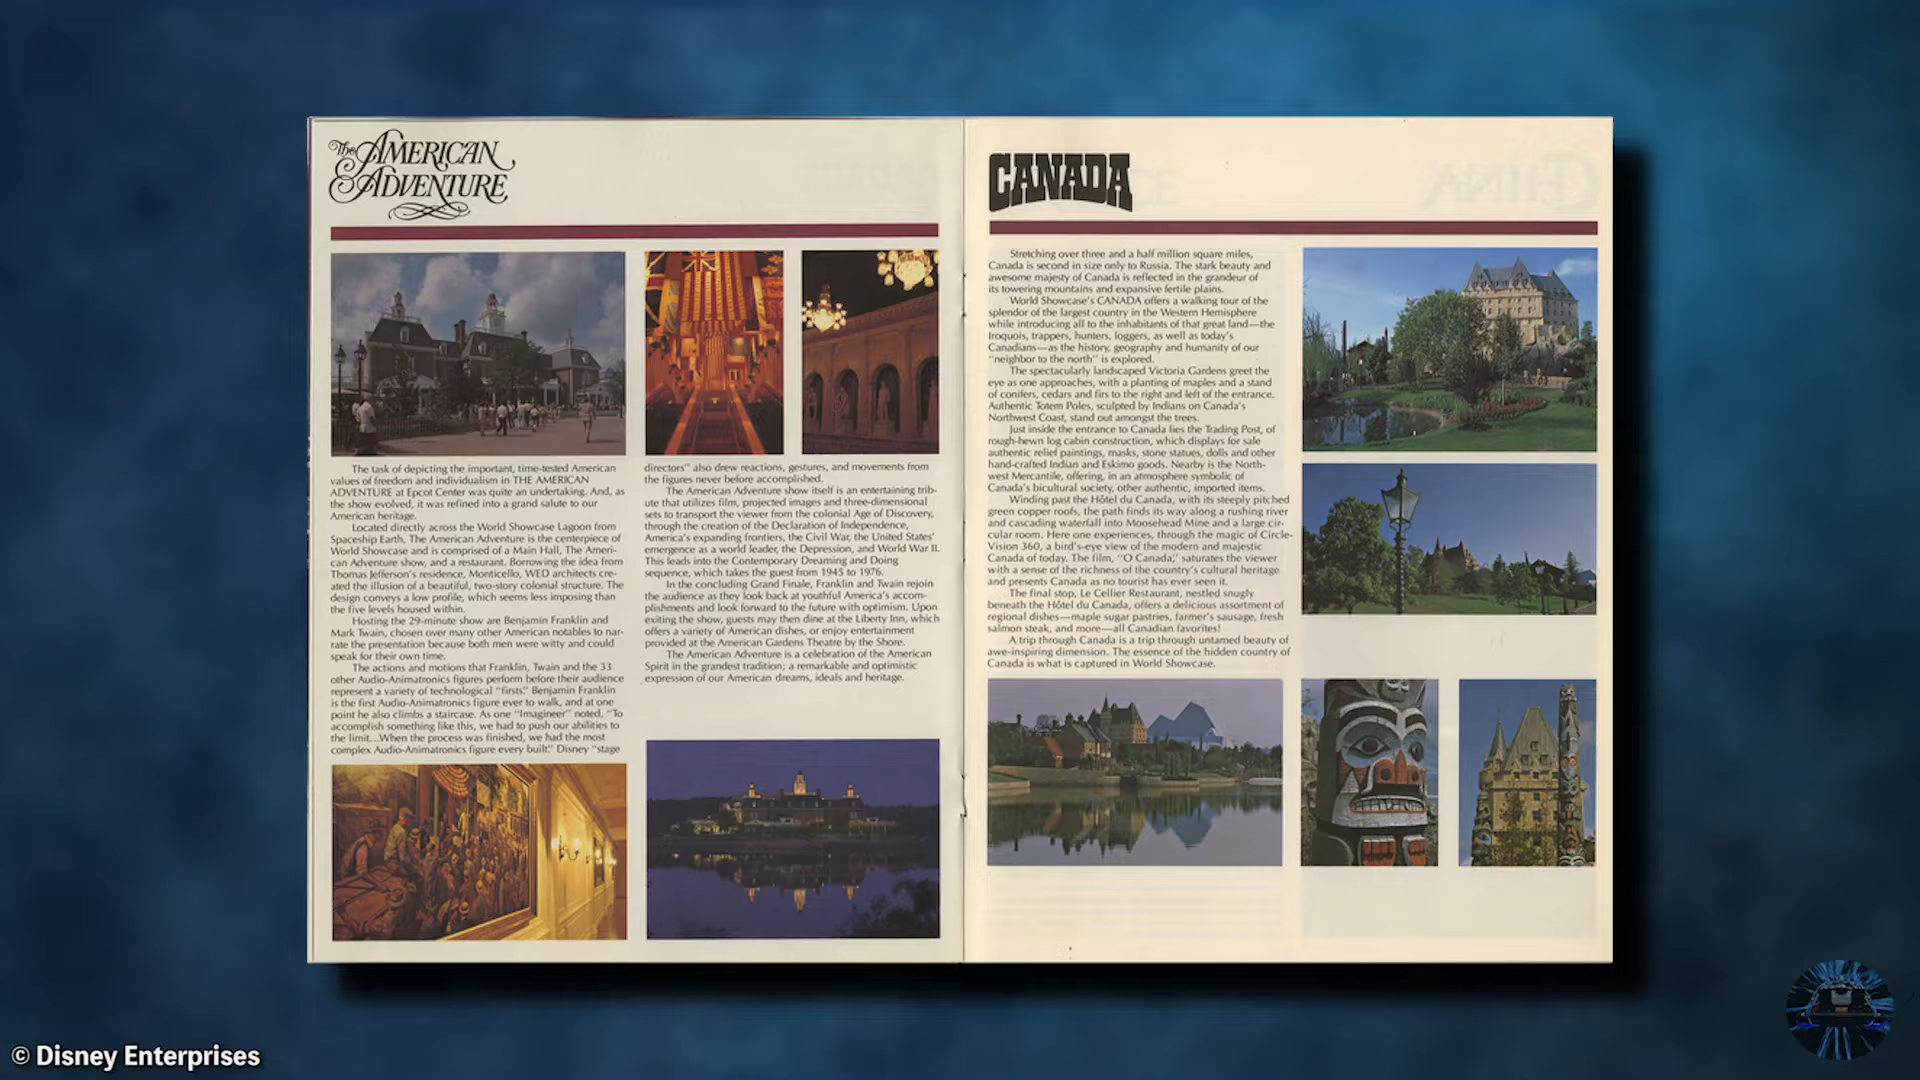 The AMERICAN
ADVENTURE
The task of depicting the important, time-tested American
values of freedom and individualism in THE AMERICAN
ADVENTURE at Epcot Center was quite an undertaking. And, as
the show evolved, it was refined into a grand salute to our
American heritage.
Located directly across the World Showcase Lagoon from
Spaceship Earth, The American Adventure is the centerpiece of
World Showcase and is comprised of a Main Hall, The Ameri-
can Adventure show, and a restaurant. Borrowing the idea from
Thomas Jefferson's residence, Monticello, WED architects cre-
ated the illusion of a beautiful, two-story colonial structure. The
design conveys a low profile, which seems less imposing than
the five levels housed within.
Hosting the 29-minute show are Benjamin Franklin and
Mark Twain, chosen over many other American notables to nar-
rate the presentation because both men were witty and could
speak for their own time.
The actions and motions that Franklin, Twain and the 33
other Audio-Animatronics figures perform before their audience
represent a variety of technological "firsts." Benjamin Franklin
is the first Audio-Animatronics figure ever to walk, and at one
point he also climbs a staircase. As one "Imagineer" noted, "To
accomplish something like this, we had to push our abilities to
the limit...When the process was finished, we had the most
complex Audio-Animatronics figure every built." Disney "stage
directors" also drew reactions, gestures, and movements from
the figures never before accomplished.
The American Adventure show itself is an entertaining trib-
ute that utilizes film, projected images and three-dimensional
sets to transport the viewer from the colonial Age of Discovery,
through the creation of the Declaration of Independence,
America's expanding frontiers, the Civil War, the United States'
emergence as a world leader, the Depression, and World War II.
This leads into the Contemporary Dreaming and Doing
sequence, which takes the guest from 1945 to 1976.
In the concluding Grand Finale, Franklin and Twain rejoin
the audience as they look back at youthful America's accom-
plishments and look forward to the future with optimism. Upon
exiting the show, guests may then dine at the Liberty Inn, which
offers a variety of American dishes, or enjoy entertainment
provided at the American Gardens Theatre by the Shore.
The American Adventure is a celebration of the American
Spirit in the grandest tradition; a remarkable and optimistic
expression of our American dreams, ideals and heritage.
CANADA
Stretching over three and a half million square miles,
Canada is second in size only to Russia. The stark beauty and
awesome majesty of Canada is reflected in the grandeur of
its towering mountains and expansive fertile plains.
World Showcase's CANADA offers a walking tour of the
splendor of the largest country in the Western Hemisphere
while introducing all to the inhabitants of that great land—the
Iroquois, trappers, hunters, loggers, as well as today's
Canadians—as the history, geography and humanity of our
"neighbor to the north" is explored.
The spectacularly landscaped Victoria Gardens greet the
eye as one approaches, with a planting of maples and a stand
of conifers, cedars and firs to the right and left of the entrance.
Authentic Totem Poles, sculpted by Indians on Canada's
Northwest Coast, stand out amongst the trees.
Just inside the entrance to Canada lies the Trading Post, of
rough-hewn log cabin construction, which displays for sale
authentic relief paintings, masks, stone statues, dolls and other
hand-crafted Indian and Eskimo goods. Nearby is the North-
west Mercantile, offering, in an atmosphere symbolic of
Canada's bicultural society, other authentic, imported items.
Winding past the Hôtel du Canada, with its steeply pitched
green copper roofs, the path finds its way along a rushing river
and cascading waterfall into Moosehead Mine and a large cir-
cular room. Here one experiences, through the magic of Circle-
Vision 360, a bird's-eye view of the modern and majestic
Canada of today. The film, "O Canada," saturates the viewer
with a sense of the richness of the country's cultural heritage
and presents Canada as no tourist has ever seen it.
The final stop, Le Cellier Restaurant, nestled snugly
beneath the Hôtel du Canada, offers a delicious assortment of
regional dishes—maple sugar pastries, farmer's sausage, fresh
salmon steak, and more—all Canadian favorites!
A trip through Canada is a trip through untamed beauty of
awe-inspiring dimension. The essence of the hidden country of
Canada is what is captured in World Showcase.
© Disney Enterprises